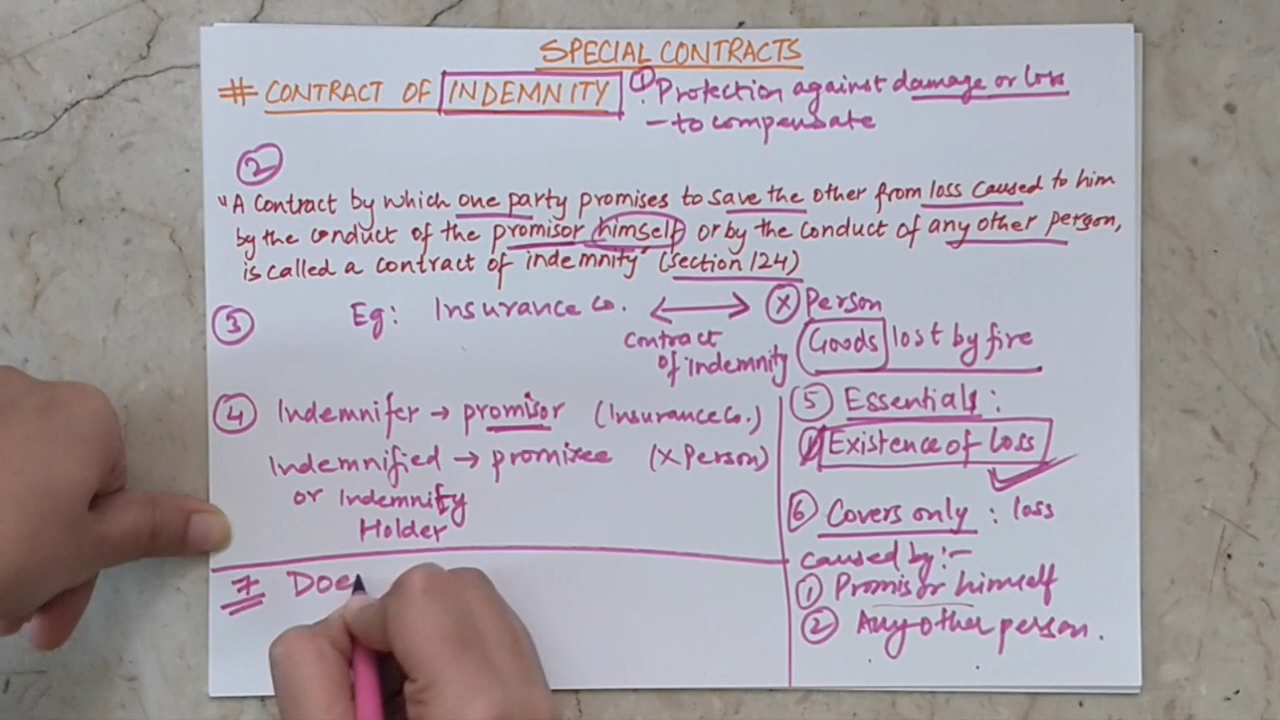 SPECIAL CONTRACTS
# CONTRACT OF INDEMNITY ① : Protection against damage or loss
- to compensate
②
"A Contract by which one party promises to save the other from loss caused to him
by the conduct of the promisor himself or by the conduct of any other person,
is called a contract of indemnity" (Section 124)
③ Eg: Insurance Co. ↔ X Person
Contract
of indemnity
Goods lost by fire
④ Indemnifer → promisor (Insurance Co.)
Indemnified → promisee (X Person)
or Indemnity
Holder
⑤ Essentials:
① Existence of loss
⑥ Covers only : loss
caused by:-
① Promisor himself
② Any other person.
7 Doe